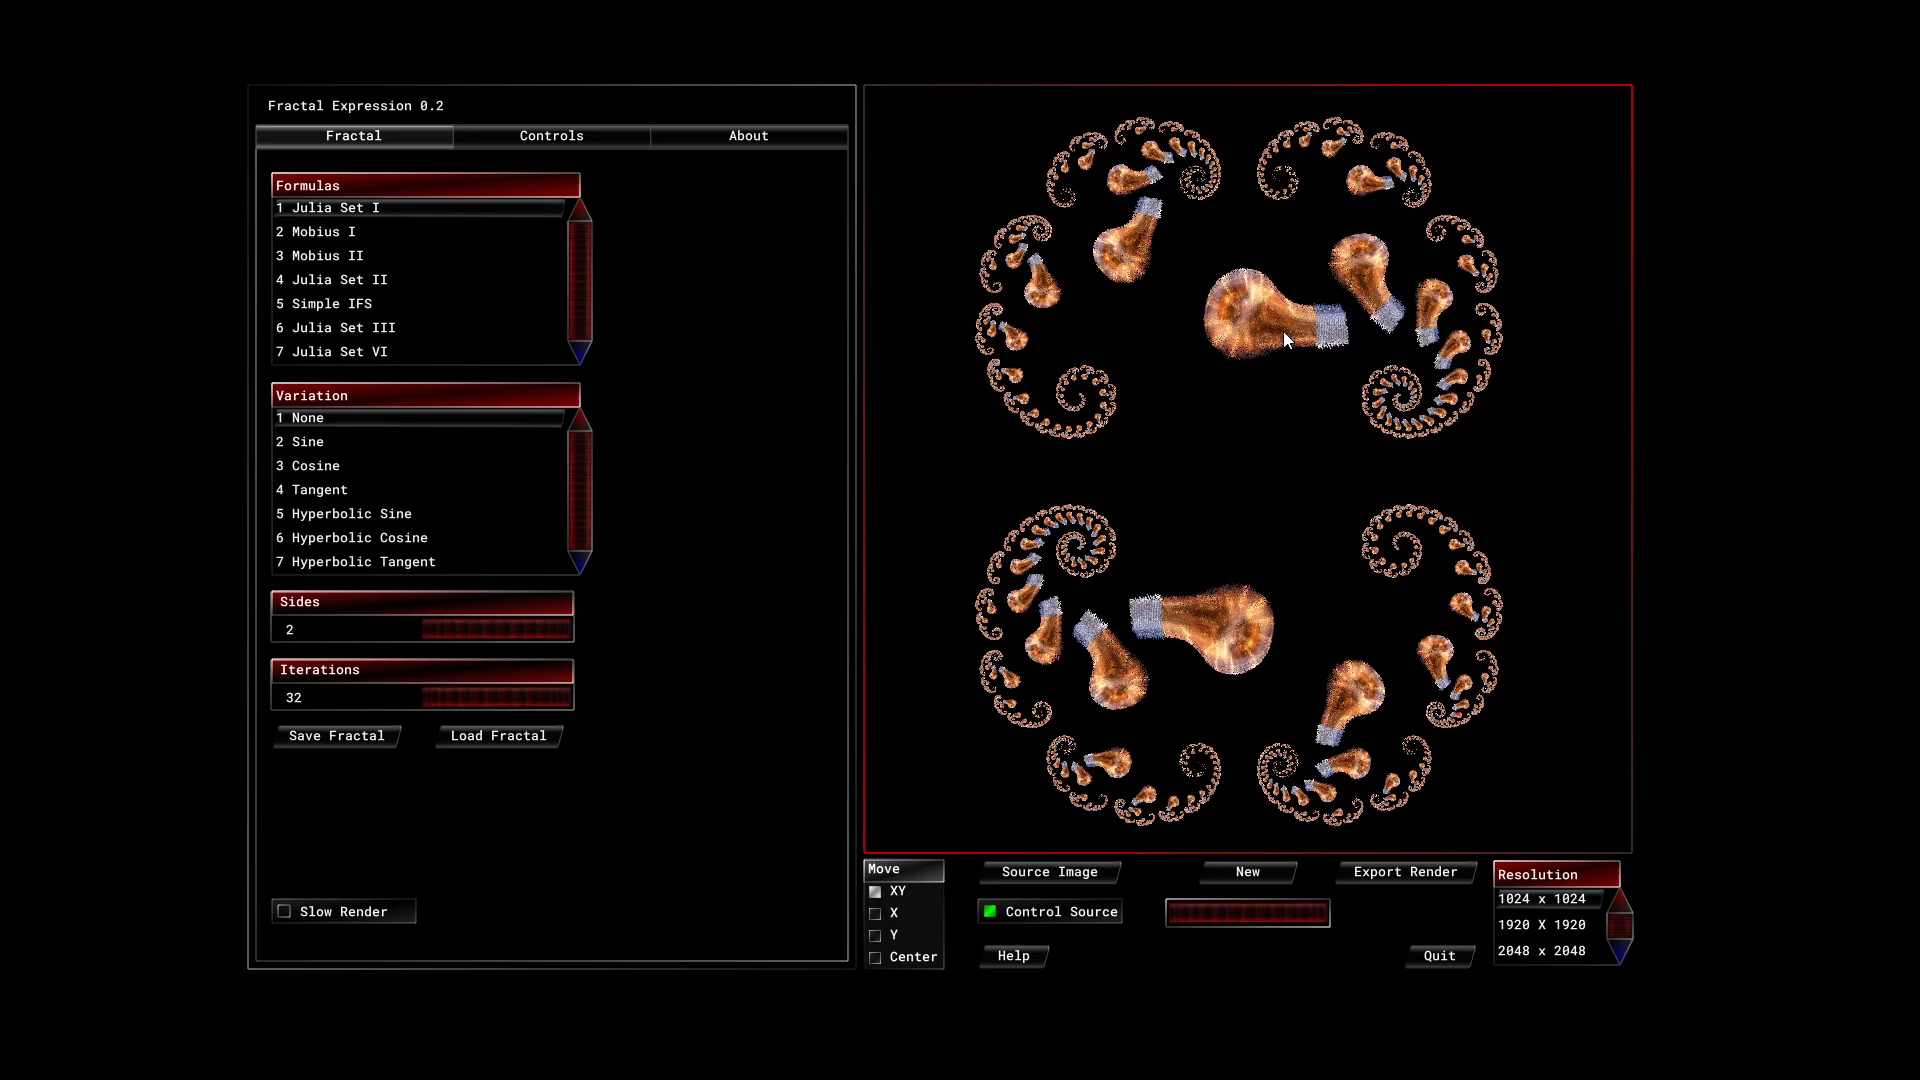 Fractal Expression 0.2
Fractal
Controls
About
Formulas
1 Julia Set I
2 Mobius I
3 Mobius II
4 Julia Set II
5 Simple IFS
6 Julia Set III
7 Julia Set VI
Variation
1 None
2 Sine
3 Cosine
4 Tangent
5 Hyperbolic Sine
6 Hyperbolic Cosine
7 Hyperbolic Tangent
Sides
2
Iterations
32
Save Fractal
Load Fractal
Slow Render
Move
XY
X
Y
Center
Source Image
Control Source
Help
New
Export Render
Quit
Resolution
1024 x 1024
1920 X 1920
2048 x 2048